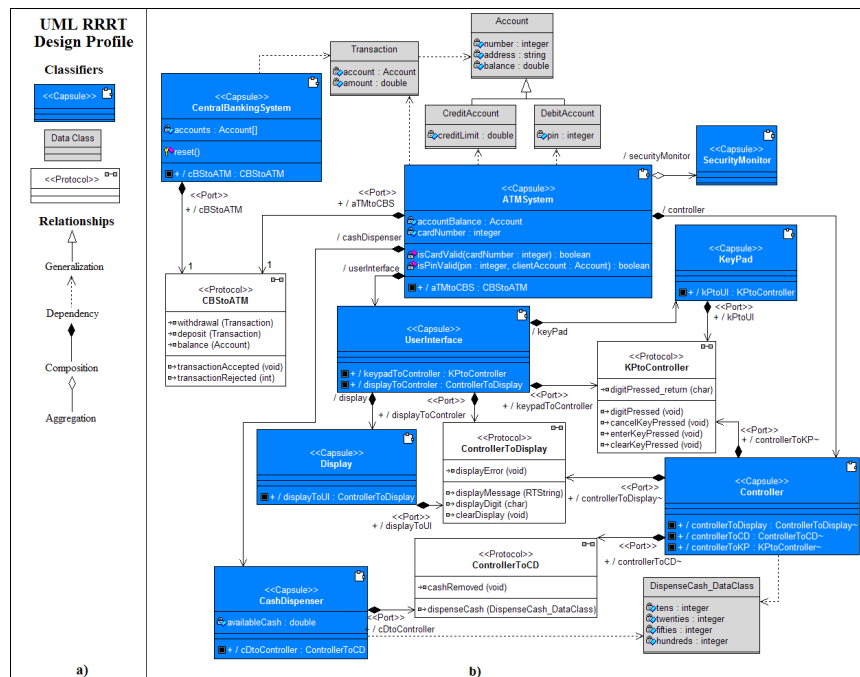 UML RRRT
Design Profile
Classifiers
<<Capsule>>
Data Class
<<Protocol>>
Relationships
Generalization
Dependency
Composition
Aggregation
a)
Account
number : integer
address : string
balance : double
Transaction
account : Account
amount : double
<<Capsule>>
CentralBankingSystem
accounts : Account[]
reset()
+ / cBStoATM : CBStoATM
CreditAccount
creditLimit : double
DebitAccount
pin : integer
<<Capsule>>
SecurityMonitor
/ securityMonitor
<<Port>>
+ / cBStoATM
<<Port>>
+ / aTMtoCBS
<<Capsule>>
ATMSystem
accountBalance : Account
cardNumber : integer
isCardValid(cardNumber : integer) : boolean
isPinValid(pin : integer, clientAccount : Account) : boolean
+ / aTMtoCBS : CBStoATM
/ controller
/ cashDispenser
/ userInterface
<<Capsule>>
KeyPad
+ / kPtoUI : KPtoController
1
1
<<Protocol>>
CBStoATM
withdrawal (Transaction)
deposit (Transaction)
balance (Account)
transactionAccepted (void)
transactionRejected (int)
<<Capsule>>
UserInterface
+ / keypadToController : KPtoController
+ / displayToControler : ControllerToDisplay
/ keyPad
<<Port>>
+ / kPtoUI
<<Protocol>>
KPtoController
digitPressed_return (char)
digitPressed (void)
cancelKeyPressed (void)
enterKeyPressed (void)
clearKeyPressed (void)
/ display
<<Port>>
+ / displayToControler
<<Port>>
+ / keypadToController
<<Port>>
+ / controllerToKP~
<<Capsule>>
Display
+ / displayToUI : ControllerToDisplay
<<Protocol>>
ControllerToDisplay
displayError (void)
displayMessage (RTString)
displayDigit (char)
clearDisplay (void)
<<Port>>
+ / controllerToDisplay~
<<Port>>
+ / displayToUI
<<Capsule>>
Controller
+ / controllerToDisplay : ControllerToDisplay~
+ / controllerToCD : ControllerToCD~
+ / controllerToKP : KPtoController~
<<Port>>
+ / controllerToCD~
<<Protocol>>
ControllerToCD
cashRemoved (void)
dispenseCash (DispenseCash_DataClass)
<<Capsule>>
CashDispenser
availableCash : double
+ / cDtoController : ControllerToCD
<<Port>>
+ / cDtoController
DispenseCash_DataClass
tens : integer
twenties : integer
fifties : integer
hundreds : integer
b)